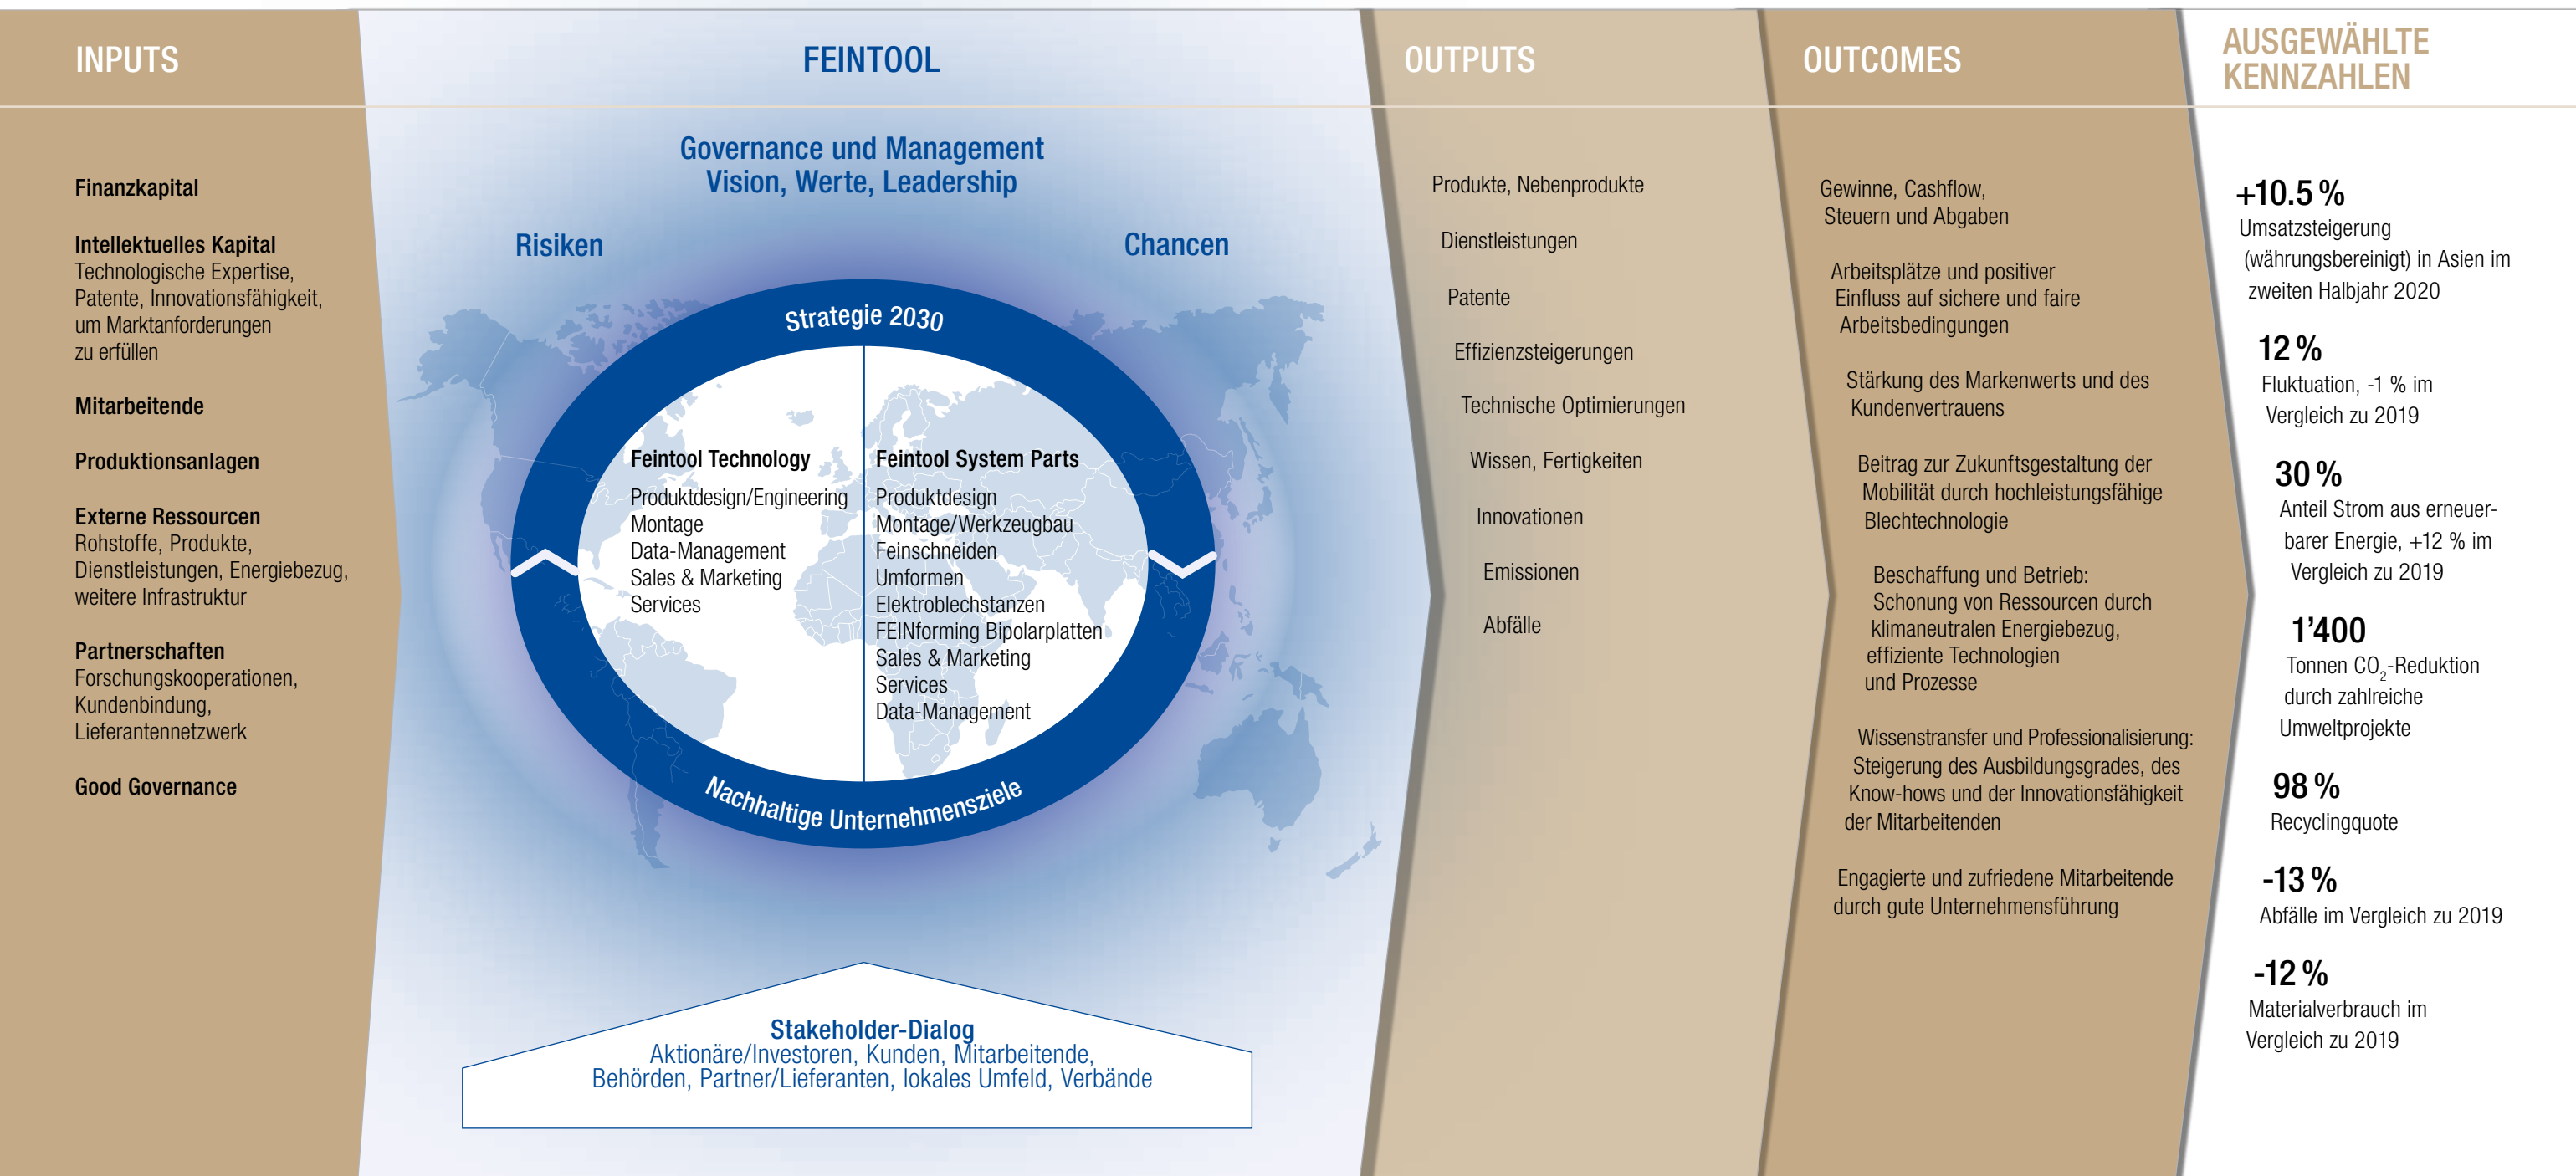 INPUTS
Finanzkapital
Intellektuelles Kapital
Technologische Expertise,
Patente, Innovationsfähigkeit,
um Marktanforderungen
zu erfüllen
Mitarbeitende
Produktionsanlagen
Externe Ressourcen
Rohstoffe, Produkte,
Dienstleistungen, Energiebezug,
weitere Infrastruktur
Partnerschaften
Forschungskooperationen,
Kundenbindung,
Lieferantennetzwerk
Good Governance
FEINTOOL
Governance und Management
Vision, Werte, Leadership
Risiken
Chancen
Strategie 2030
Feintool Technology
Produktdesign/Engineering
Montage
Data-Management
Sales & Marketing
Services
Feintool System Parts
Produktdesign
Montage/Werkzeugbau
Feinschneiden
Umformen
Elektroblechstanzen
FEINforming Bipolarplatten
Sales & Marketing
Services
Data-Management
Nachhaltige Unternehmensziele
Stakeholder-Dialog
Aktionäre/Investoren, Kunden, Mitarbeitende,
Behörden, Partner/Lieferanten, lokales Umfeld, Verbände
OUTPUTS
Produkte, Nebenprodukte
Dienstleistungen
Patente
Effizienzsteigerungen
Technische Optimierungen
Wissen, Fertigkeiten
Innovationen
Emissionen
Abfälle
OUTCOMES
Gewinne, Cashflow,
Steuern und Abgaben
Arbeitsplätze und positiver
Einfluss auf sichere und faire
Arbeitsbedingungen
Stärkung des Markenwerts und des
Kundenvertrauens
Beitrag zur Zukunftsgestaltung der
Mobilität durch hochleistungsfähige
Blechtechnologie
Beschaffung und Betrieb:
Schonung von Ressourcen durch
klimaneutralen Energiebezug,
effiziente Technologien
und Prozesse
Wissenstransfer und Professionalisierung:
Steigerung des Ausbildungsgrades, des
Know-hows und der Innovationsfähigkeit
der Mitarbeitenden
Engagierte und zufriedene Mitarbeitende
durch gute Unternehmensführung
AUSGEWÄHLTE
KENNZAHLEN
+10.5 %
Umsatzsteigerung
(währungsbereinigt) in Asien im
zweiten Halbjahr 2020
12 %
Fluktuation, -1 % im
Vergleich zu 2019
30 %
Anteil Strom aus erneuer-
barer Energie, +12 % im
Vergleich zu 2019
1’400
Tonnen CO₂-Reduktion
durch zahlreiche
Umweltprojekte
98 %
Recyclingquote
-13 %
Abfälle im Vergleich zu 2019
-12 %
Materialverbrauch im
Vergleich zu 2019